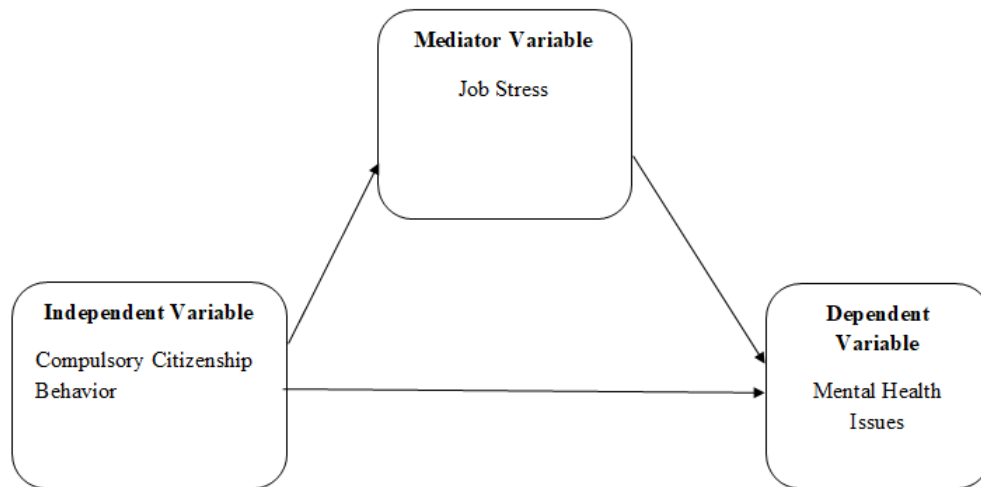 Mediator Variable
Job Stress
Independent Variable
Compulsory Citizenship
Behavior
Dependent
Variable
Mental Health
Issues